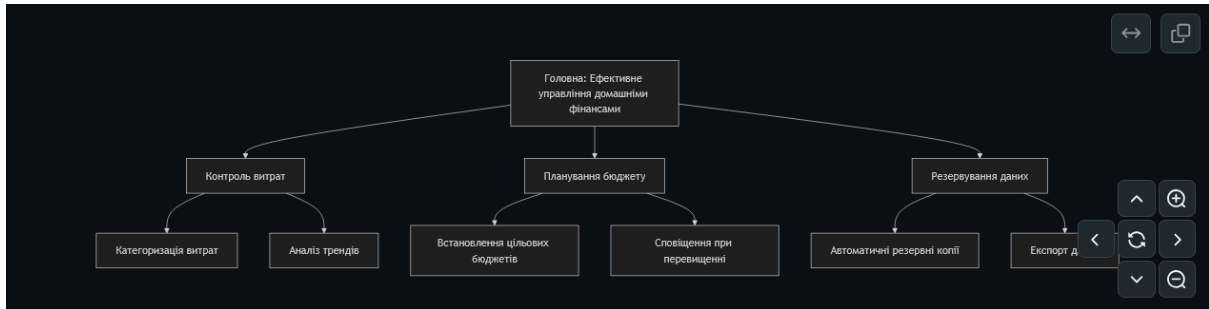 Головна: Ефективне
управління домашніми
фінансами
Контроль витрат
Планування бюджету
Резервування даних
Категоризація витрат
Аналіз трендів
Встановлення цільових
бюджетів
Сповіщення при
перевищенні
Автоматичні резервні копії
Експорт